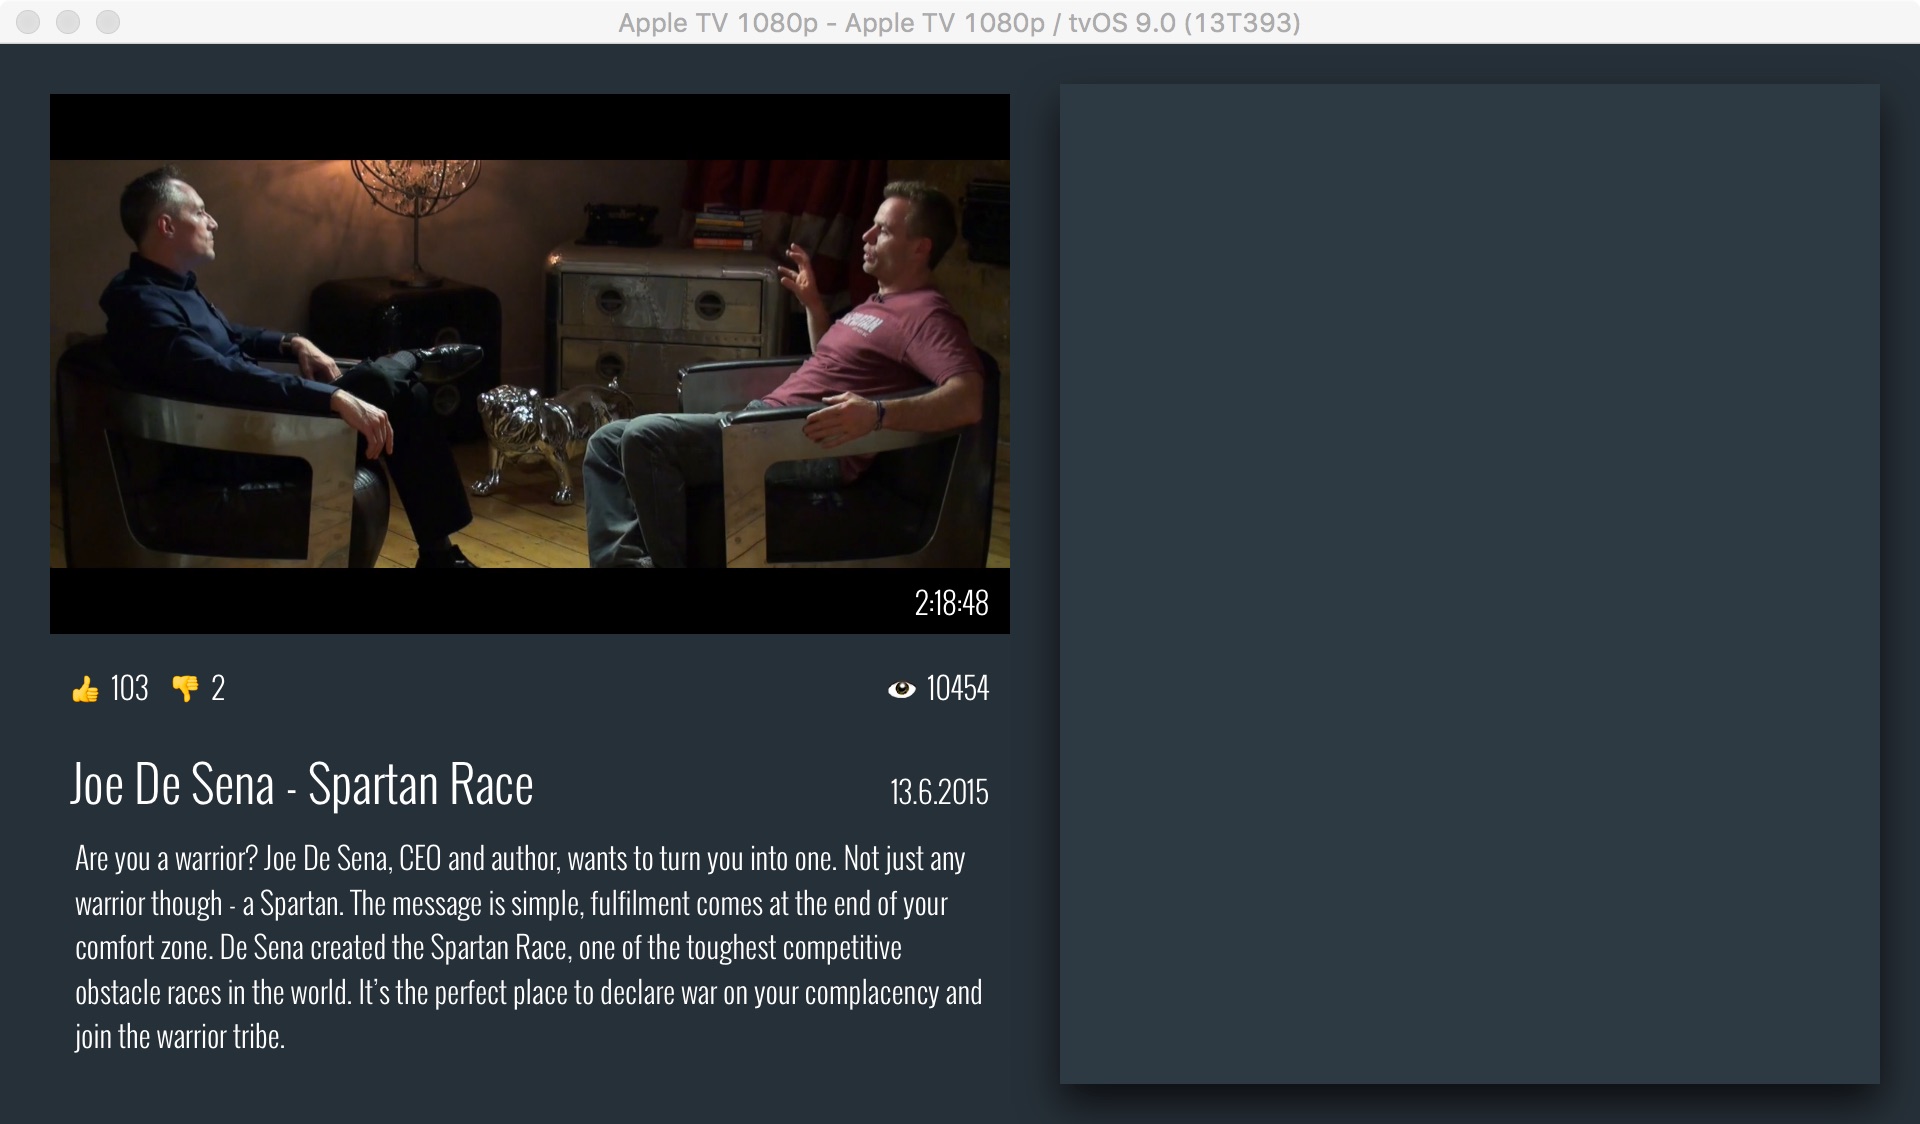 Apple TV 1080p - Apple TV 1080p / tvOS 9.0 (13T393)
2:18:48
👍 103 👎 2
👁 10454
Joe De Sena - Spartan Race
13.6.2015
Are you a warrior? Joe De Sena, CEO and author, wants to turn you into one. Not just any
warrior though - a Spartan. The message is simple, fulfilment comes at the end of your
comfort zone. De Sena created the Spartan Race, one of the toughest competitive
obstacle races in the world. It’s the perfect place to declare war on your complacency and
join the warrior tribe.